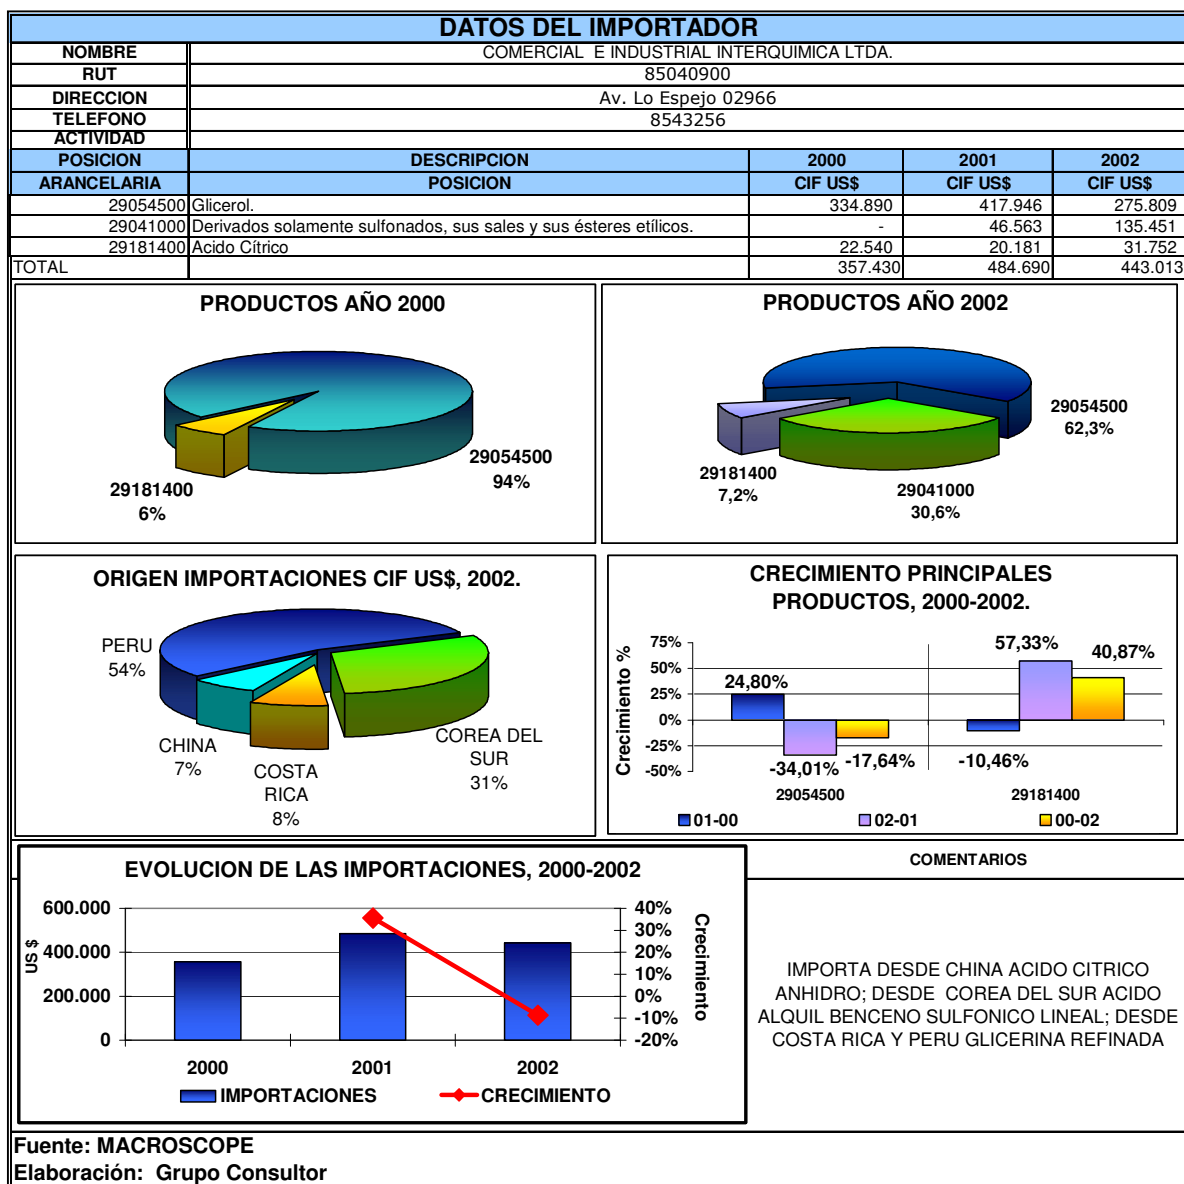 DATOS DEL IMPORTADOR
NOMBRE COMERCIAL E INDUSTRIAL INTERQUIMICA LTDA.
RUT 85040900
DIRECCION Av. Lo Espejo 02966
TELEFONO 8543256
ACTIVIDAD
POSICION DESCRIPCION 2000 2001 2002
ARANCELARIA POSICION CIF US$ CIF US$ CIF US$
29054500 Glicerol. 334.890 417.946 275.809
29041000 Derivados solamente sulfonados, sus sales y sus ésteres etílicos. - 46.563 135.451
29181400 Acido Cítrico 22.540 20.181 31.752
TOTAL 357.430 484.690 443.013
PRODUCTOS AÑO 2000
29054500
94%
29181400
6%
PRODUCTOS AÑO 2002
29054500
62,3%
29181400
7,2%
29041000
30,6%
ORIGEN IMPORTACIONES CIF US$, 2002.
PERU
54%
CHINA
7%
COSTA
RICA
8%
COREA DEL
SUR
31%
CRECIMIENTO PRINCIPALES
PRODUCTOS, 2000-2002.
Crecimiento %
75%
50%
25%
0%
-25%
-50%
24,80%
-34,01%
-17,64%
-10,46%
57,33%
40,87%
29054500 29181400
01-00 02-01 00-02
EVOLUCION DE LAS IMPORTACIONES, 2000-2002
US $
600.000
400.000
200.000
0
40%
30%
20%
10%
0%
-10%
-20%
Crecimiento
2000 2001 2002
IMPORTACIONES CRECIMIENTO
COMENTARIOS
IMPORTA DESDE CHINA ACIDO CITRICO
ANHIDRO; DESDE COREA DEL SUR ACIDO
ALQUIL BENCENO SULFONICO LINEAL; DESDE
COSTA RICA Y PERU GLICERINA REFINADA
Fuente: MACROSCOPE
Elaboración: Grupo Consultor